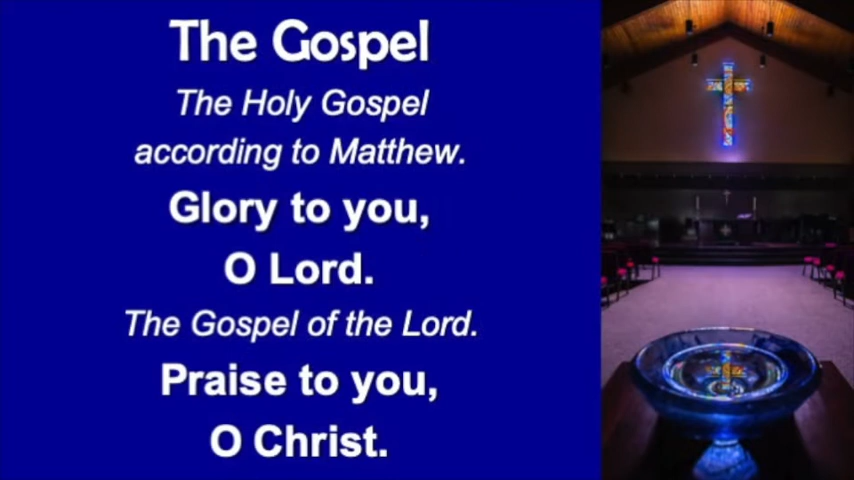 The Gospel
The Holy Gospel
according to Matthew.
Glory to you,
O Lord.
The Gospel of the Lord.
Praise to you,
O Christ.